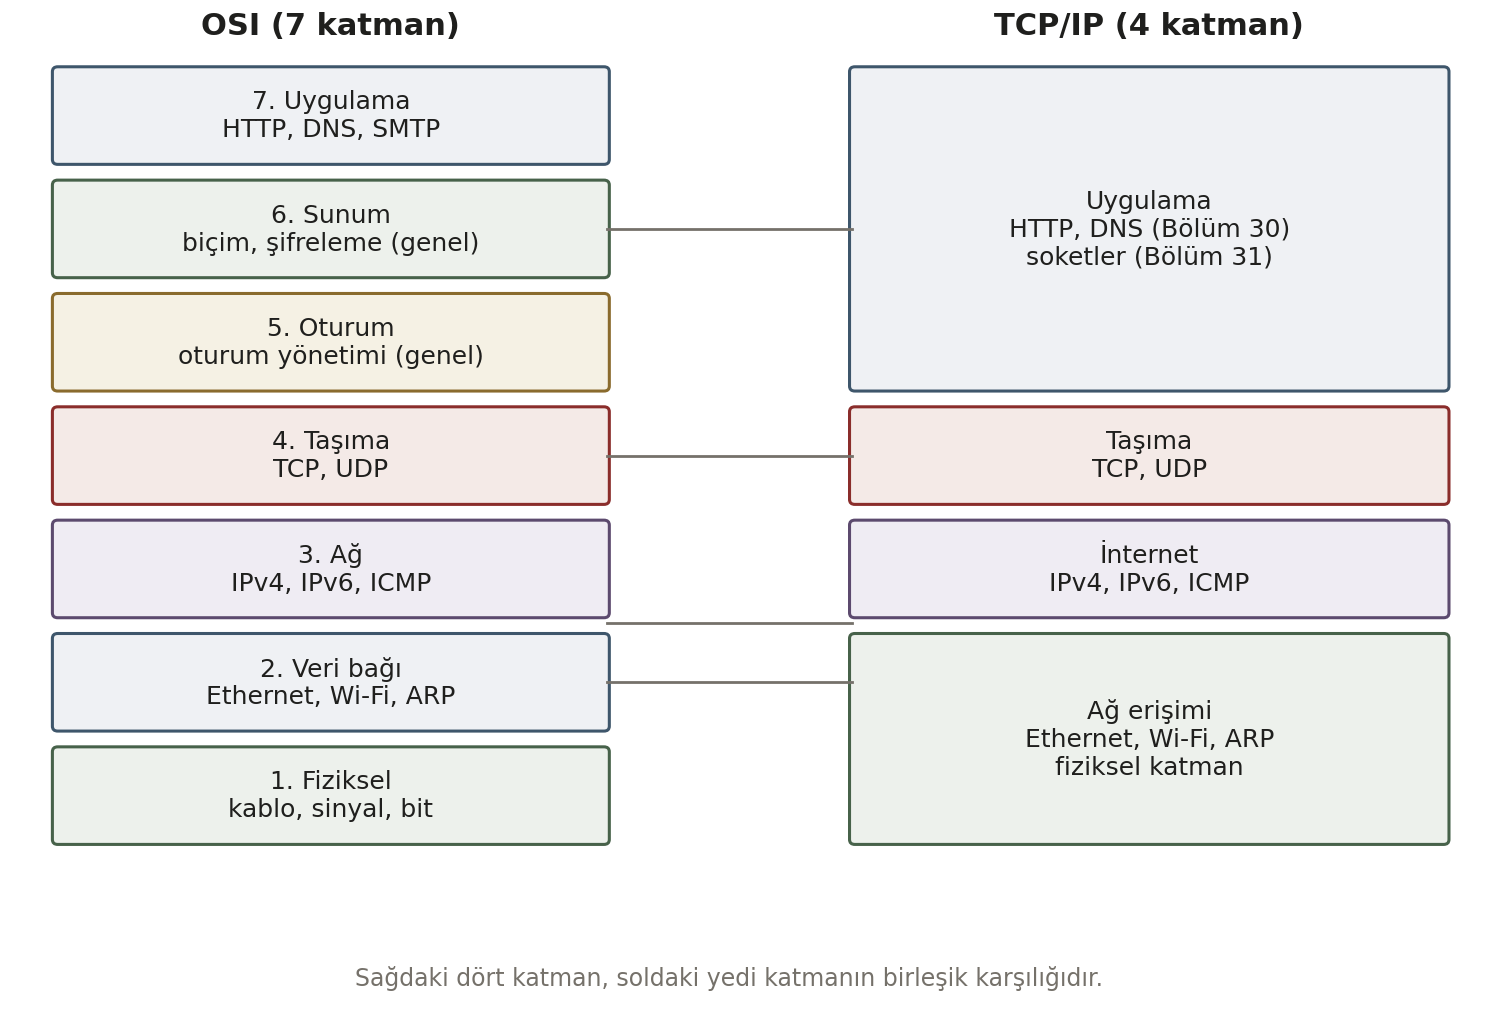 OSI (7 katman)
7. Uygulama
HTTP, DNS, SMTP
6. Sunum
biçim, şifreleme (genel)
5. Oturum
oturum yönetimi (genel)
4. Taşıma
TCP, UDP
3. Ağ
IPv4, IPv6, ICMP
2. Veri bağı
Ethernet, Wi-Fi, ARP
1. Fiziksel
kablo, sinyal, bit
TCP/IP (4 katman)
Uygulama
HTTP, DNS (Bölüm 30)
soketler (Bölüm 31)
Taşıma
TCP, UDP
İnternet
IPv4, IPv6, ICMP
Ağ erişimi
Ethernet, Wi-Fi, ARP
fiziksel katman
Sağdaki dört katman, soldaki yedi katmanın birleşik karşılığıdır.